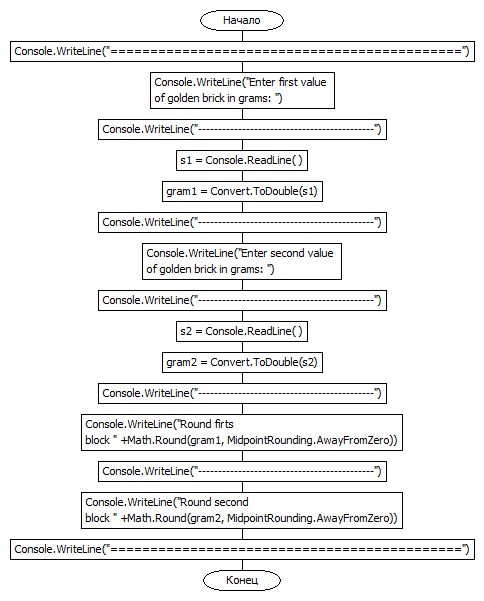 Начало
Console.WriteLine("============================================")
Console.WriteLine("Enter first value
of golden brick in grams: ")
Console.WriteLine("--------------------------------------------")
s1 = Console.ReadLine( )
gram1 = Convert.ToDouble(s1)
Console.WriteLine("--------------------------------------------")
Console.WriteLine("Enter second value
of golden brick in grams: ")
Console.WriteLine("--------------------------------------------")
s2 = Console.ReadLine( )
gram2 = Convert.ToDouble(s2)
Console.WriteLine("--------------------------------------------")
Console.WriteLine("Round firts
block " +Math.Round(gram1, MidpointRounding.AwayFromZero))
Console.WriteLine("--------------------------------------------")
Console.WriteLine("Round second
block " +Math.Round(gram2, MidpointRounding.AwayFromZero))
Console.WriteLine("============================================")
Конец